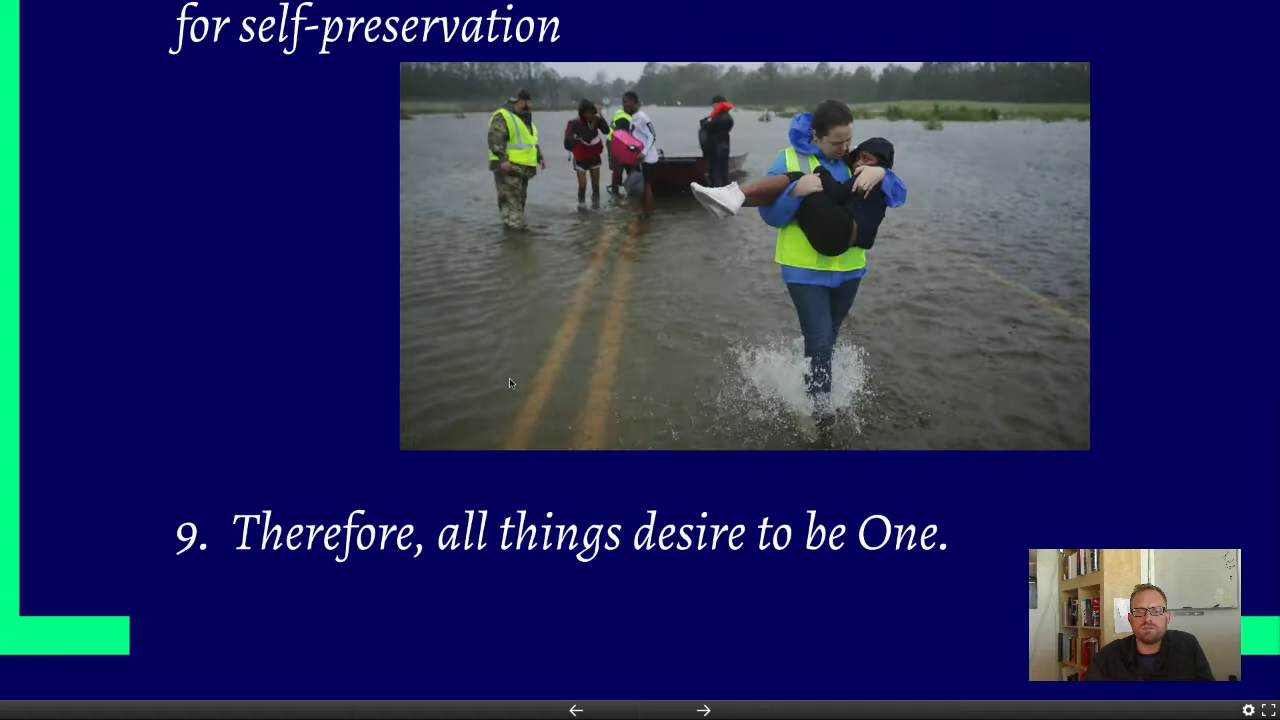 for self-preservation
9. Therefore, all things desire to be One.